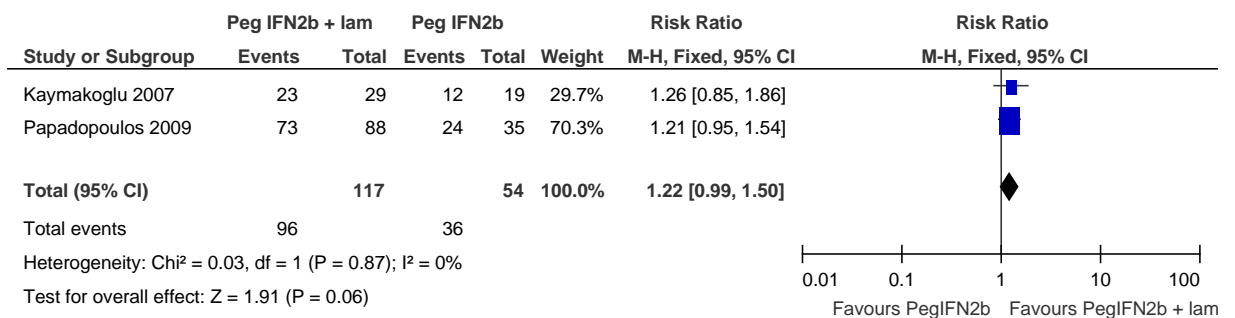 Peg IFN2b + lam Peg IFN2b Risk Ratio Risk Ratio
Study or Subgroup Events Total Events Total Weight M-H, Fixed, 95% CI M-H, Fixed, 95% CI
Kaymakoglu 2007 23 29 12 19 29.7% 1.26 [0.85, 1.86]
Papadopoulos 2009 73 88 24 35 70.3% 1.21 [0.95, 1.54]
Total (95% CI) 117 54 100.0% 1.22 [0.99, 1.50]
Total events 96 36
Heterogeneity: Chi² = 0.03, df = 1 (P = 0.87); I² = 0%
Test for overall effect: Z = 1.91 (P = 0.06)
0.01 0.1 1 10 100
Favours PegIFN2b Favours PegIFN2b + lam